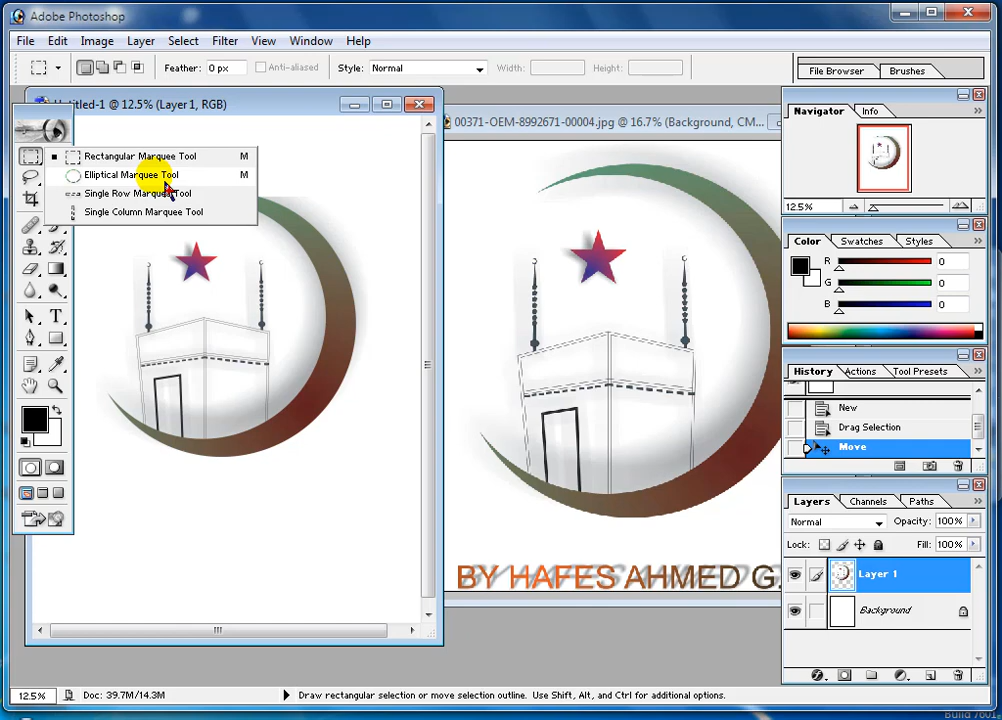 Adobe Photoshop
File Edit Image Layer Select Filter View Window Help
Feather: 0 px Anti-aliased Style: Normal Width: Height: File Browser Brushes
Untitled-1 @ 12.5% (Layer 1, RGB)
00371-OEM-8992671-00004.jpg @ 16.7% (Background, CM...
Rectangular Marquee Tool M
Elliptical Marquee Tool M
Single Row Marquee Tool
Single Column Marquee Tool
BY HAFES AHMED G.
Navigator Info
12.5%
Color Swatches Styles
R 0
G 0
B 0
History Actions Tool Presets
New
Drag Selection
Move
Layers Channels Paths
Normal Opacity: 100%
Lock: Fill: 100%
Layer 1
Background
12.5% Doc: 39.7M/14.3M Draw rectangular selection or move selection outline. Use Shift, Alt, and Ctrl for additional options.
Build 7601